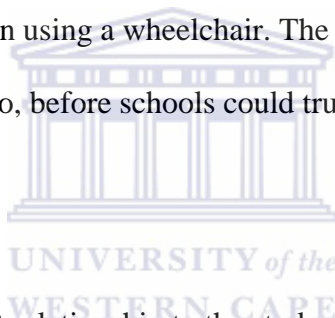 n using a wheelchair. The
o, before schools could tru
UNIVERSITY of the
WESTERN CAPE